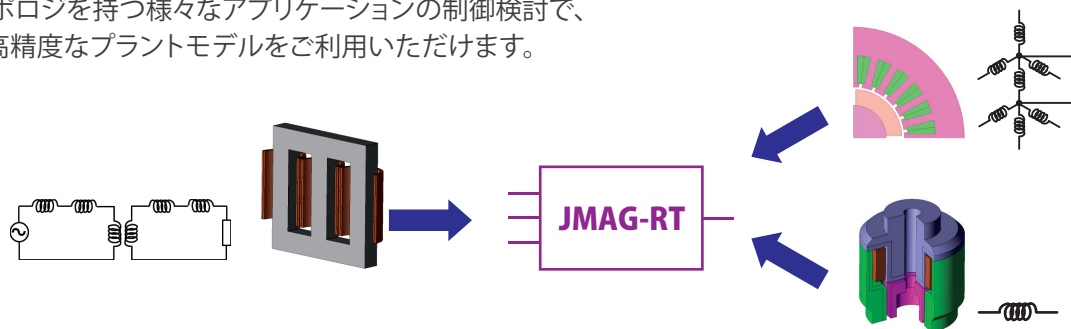 ポロジを持つ様々なアプリケーションの制御検討で、
高精度なプラントモデルをご利用いただけます。
JMAG-RT